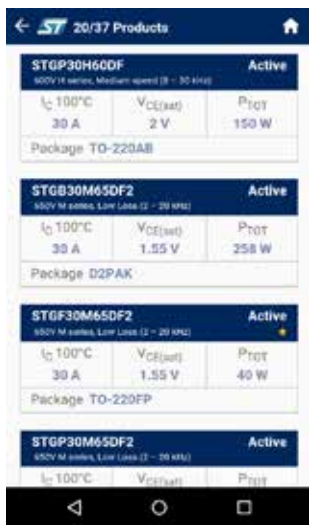 ST 20/37 Products
STGP30H60DF Active
600V H series, Medium speed (8 - 30 kHz)
IC 100°C VCE(sat) PTOT
30 A 2 V 150 W
Package TO-220AB
STGB30M65DF2 Active
650V M series, Low Loss (2 - 20 kHz)
IC 100°C VCE(sat) PTOT
30 A 1.55 V 258 W
Package D2PAK
STGF30M65DF2 Active
650V M series, Low Loss (2 - 20 kHz)
IC 100°C VCE(sat) PTOT
30 A 1.55 V 40 W
Package TO-220FP
STGP30M65DF2 Active
650V M series, Low Loss (2 - 20 kHz)
IC 100°C VCE(sat) PTOT